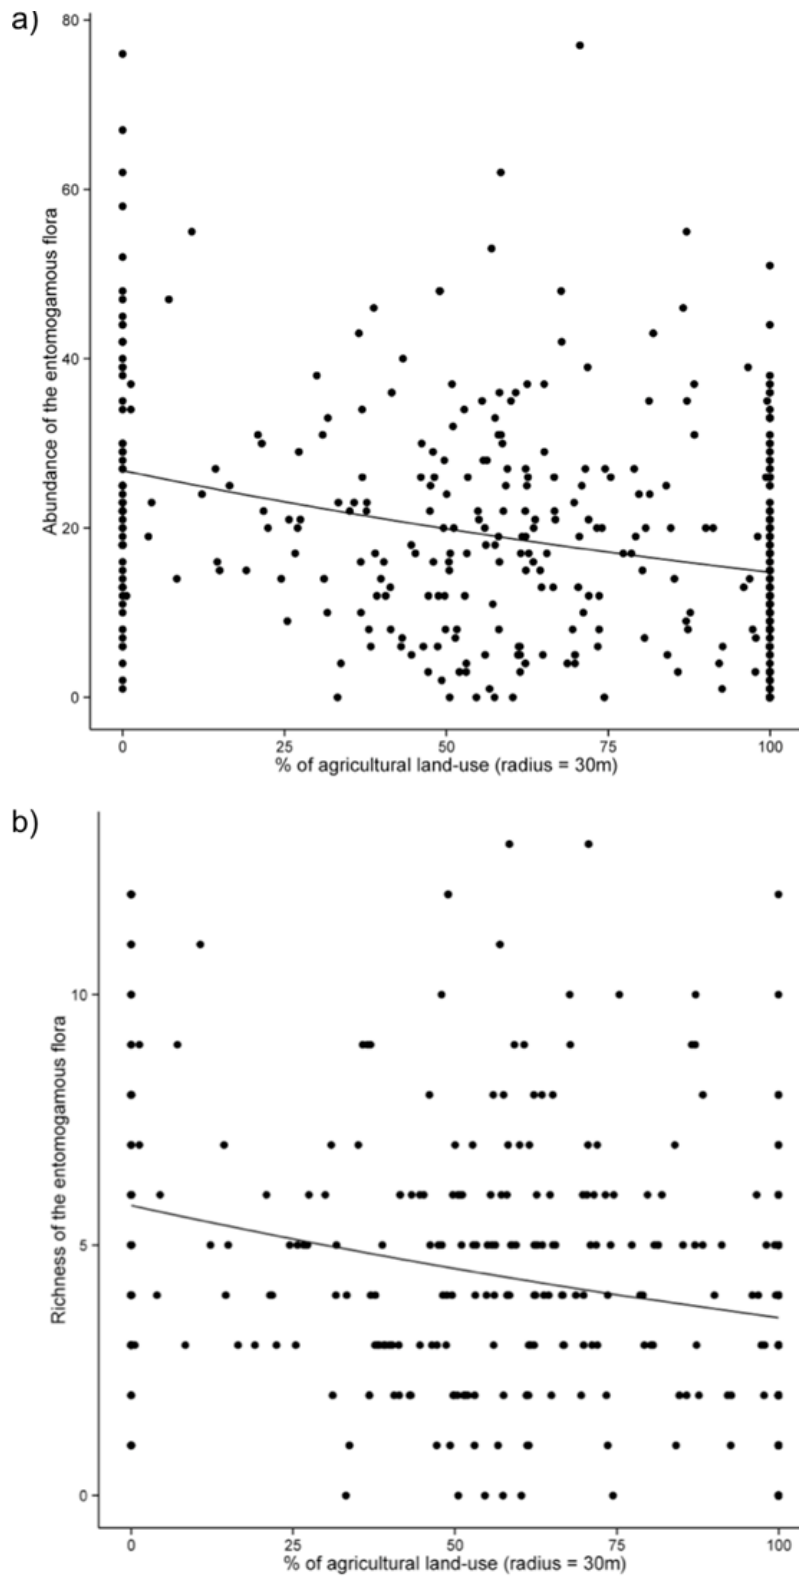 a)
80
60
40
20
0
Abundance of the entomogamous flora
0 25 50 75 100
% of agricultural land-use (radius = 30m)
b)
10
5
0
Richness of the entomogamous flora
0 25 50 75 100
% of agricultural land-use (radius = 30m)